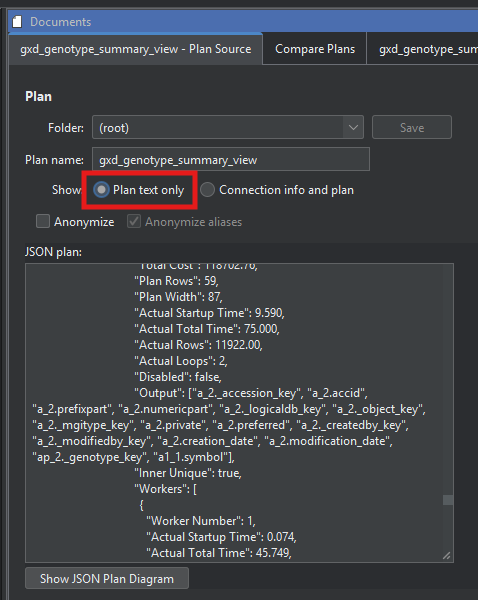 Documents
gxd_genotype_summary_view - Plan Source
Compare Plans
gxd_genotype_sum
Plan
Folder: (root)
Save
Plan name: gxd_genotype_summary_view
Show Plan text only Connection info and plan
Anonymize Anonymize aliases
JSON plan:
"Total Cost": 118702.76,
"Plan Rows": 59,
"Plan Width": 87,
"Actual Startup Time": 9.590,
"Actual Total Time": 75.000,
"Actual Rows": 11922.00,
"Actual Loops": 2,
"Disabled": false,
"Output": ["a_2._accession_key", "a_2.accid",
"a_2.prefixpart", "a_2.numericpart", "a_2._logicaldb_key", "a_2._object_key",
"a_2._mgitype_key", "a_2.private", "a_2.preferred", "a_2._createdby_key",
"a_2._modifiedby_key", "a_2.creation_date", "a_2.modification_date",
"ap_2._genotype_key", "a1_1.symbol"],
"Inner Unique": true,
"Workers": [
{
"Worker Number": 1,
"Actual Startup Time": 0.074,
"Actual Total Time": 45.749,
Show JSON Plan Diagram